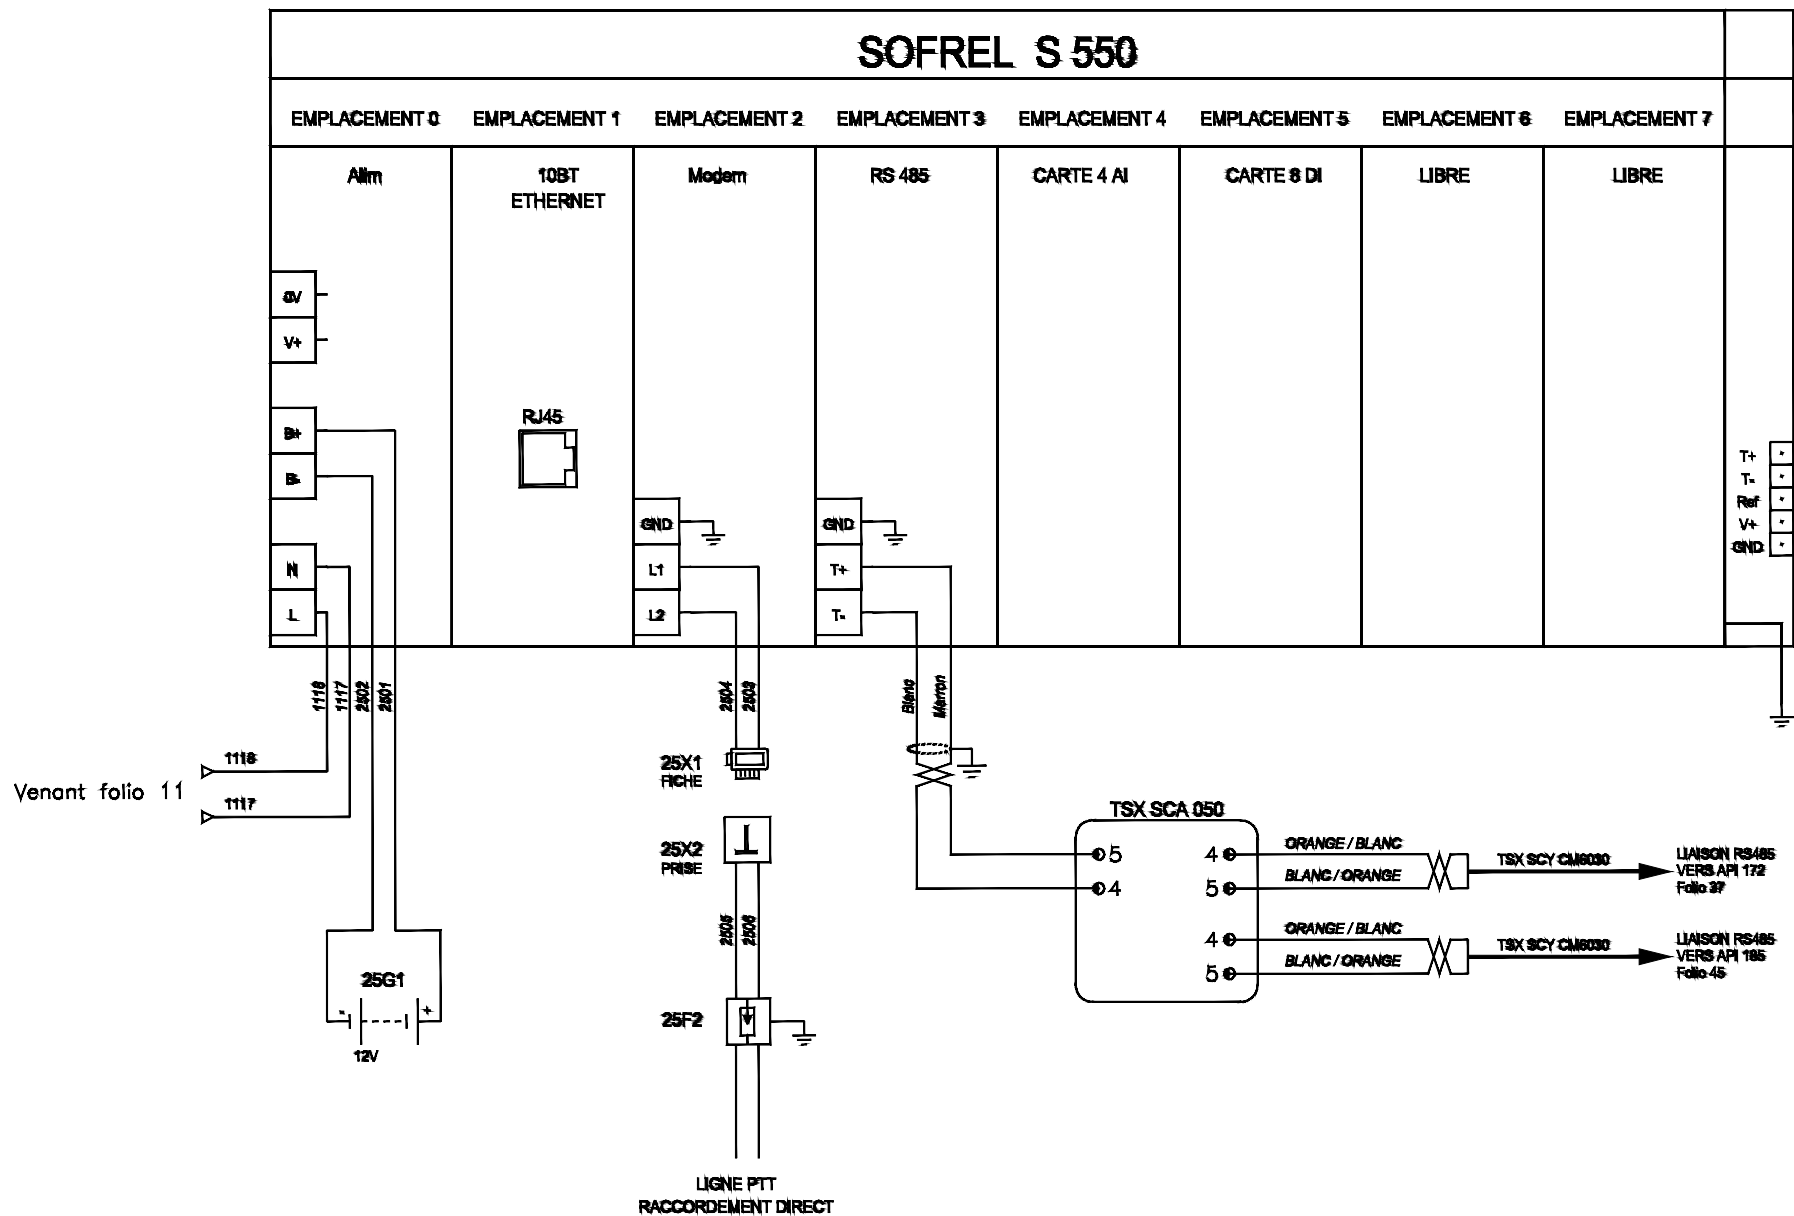 SOFREL S 550
EMPLACEMENT 0
EMPLACEMENT 1
EMPLACEMENT 2
EMPLACEMENT 3
EMPLACEMENT 4
EMPLACEMENT 5
EMPLACEMENT 6
EMPLACEMENT 7
Alim
10BT
ETHERNET
Modem
RS 485
CARTE 4 AI
CARTE 8 DI
LIBRE
LIBRE
0V
V+
B+
B-
N
L
RJ45
GND
L1
L2
GND
T+
T-
T+
T-
Ref
V+
GND
1118
1117
2502
2501
2504
2503
Blanc
Marron
1118
Venant folio 11
1117
25X1
FICHE
25X2
PRISE
2505
2506
25F2
LIGNE PTT
RACCORDEMENT DIRECT
25G1
- +
12V
TSX SCA 050
5
4
4
5
4
5
ORANGE / BLANC
BLANC / ORANGE
TSX SCY CM6030
LIAISON RS485
VERS API 172
Folio 37
ORANGE / BLANC
BLANC / ORANGE
TSX SCY CM6030
LIAISON RS485
VERS API 185
Folio 45